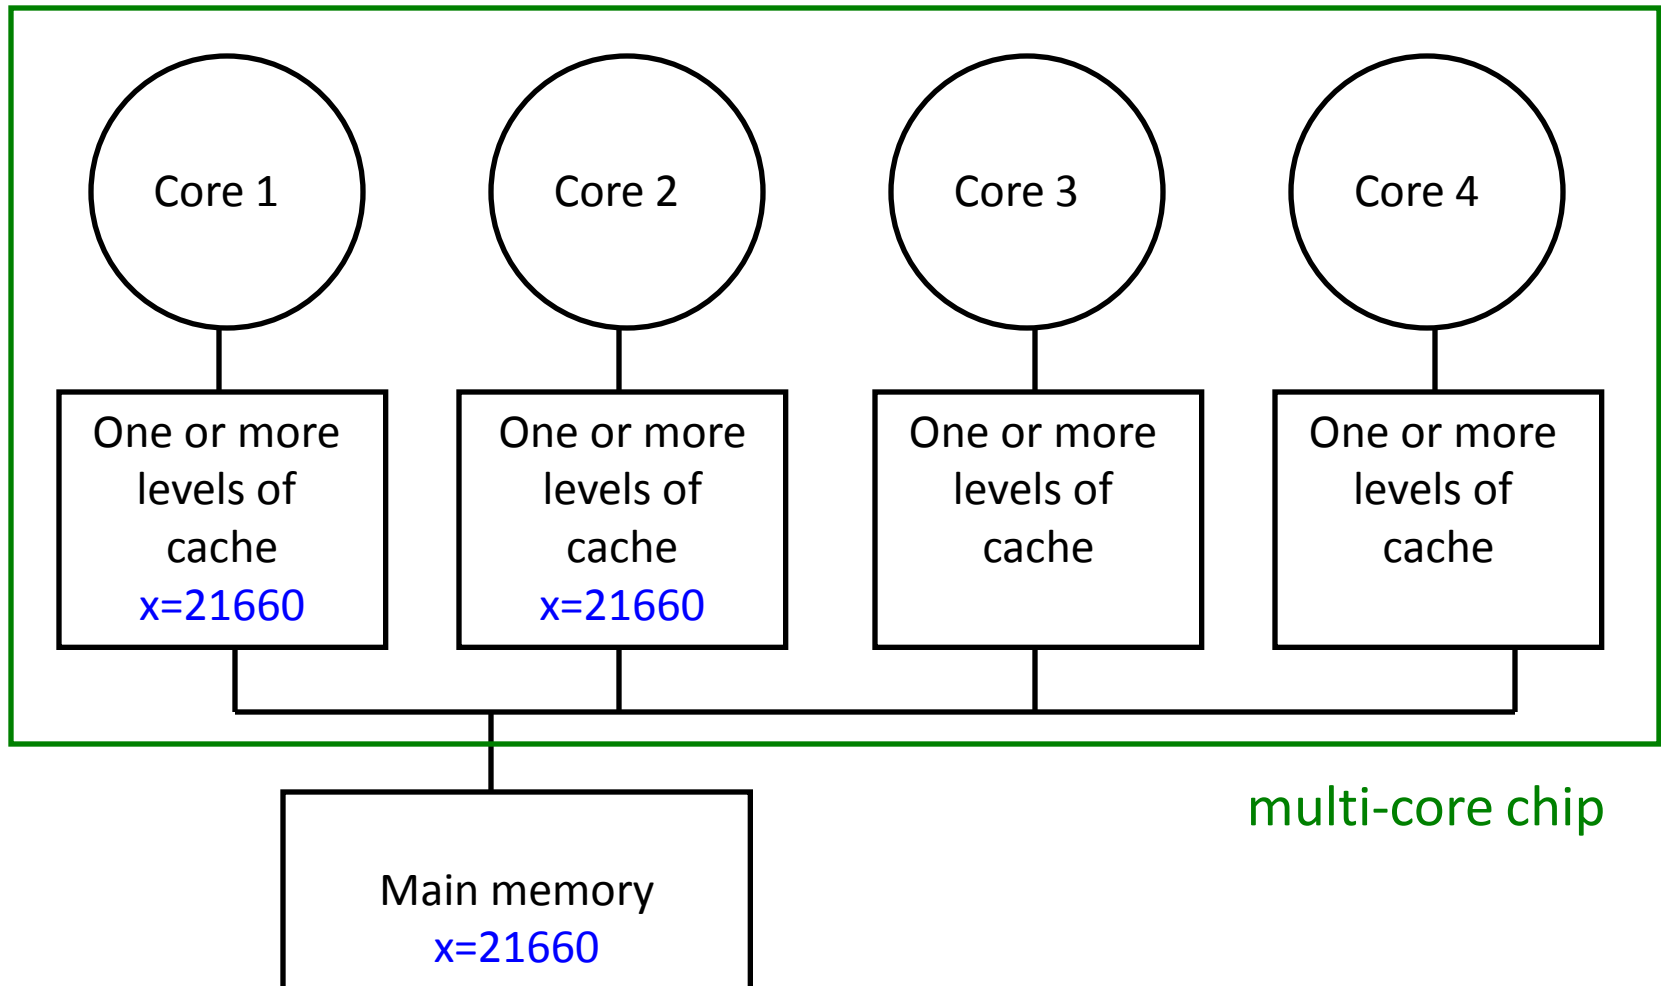 Core 1
Core 2
Core 3
Core 4
One or more
levels of
cache
x=21660
One or more
levels of
cache
x=21660
One or more
levels of
cache
One or more
levels of
cache
multi-core chip
Main memory
x=21660